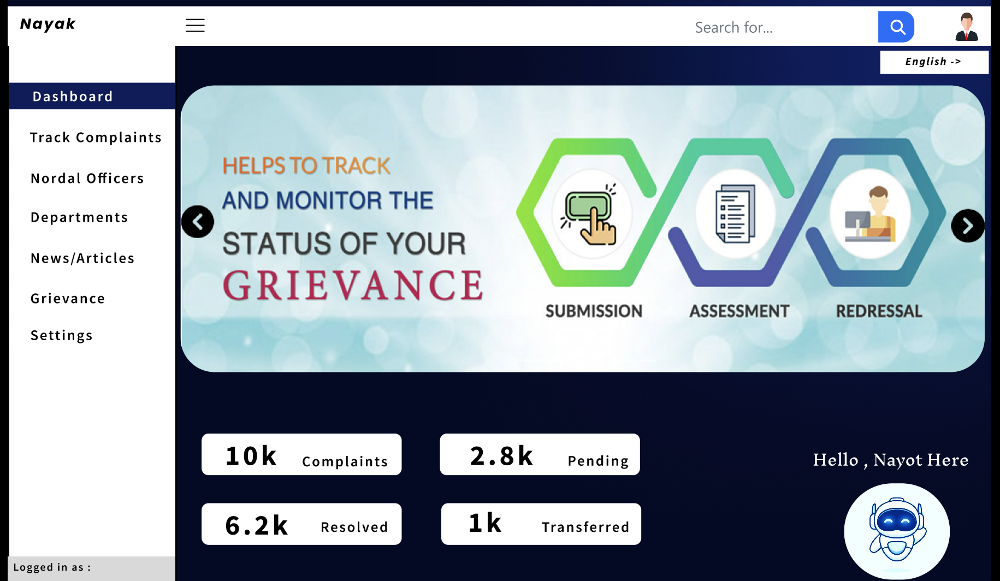 Nayak
Search for...
English ->
Dashboard
Track Complaints
Nordal Officers
Departments
News/Articles
Grievance
Settings
HELPS TO TRACK
AND MONITOR THE
STATUS OF YOUR
GRIEVANCE
SUBMISSION
ASSESSMENT
REDRESSAL
10k Complaints
2.8k Pending
6.2k Resolved
1k Transferred
Hello , Nayot Here
Logged in as :